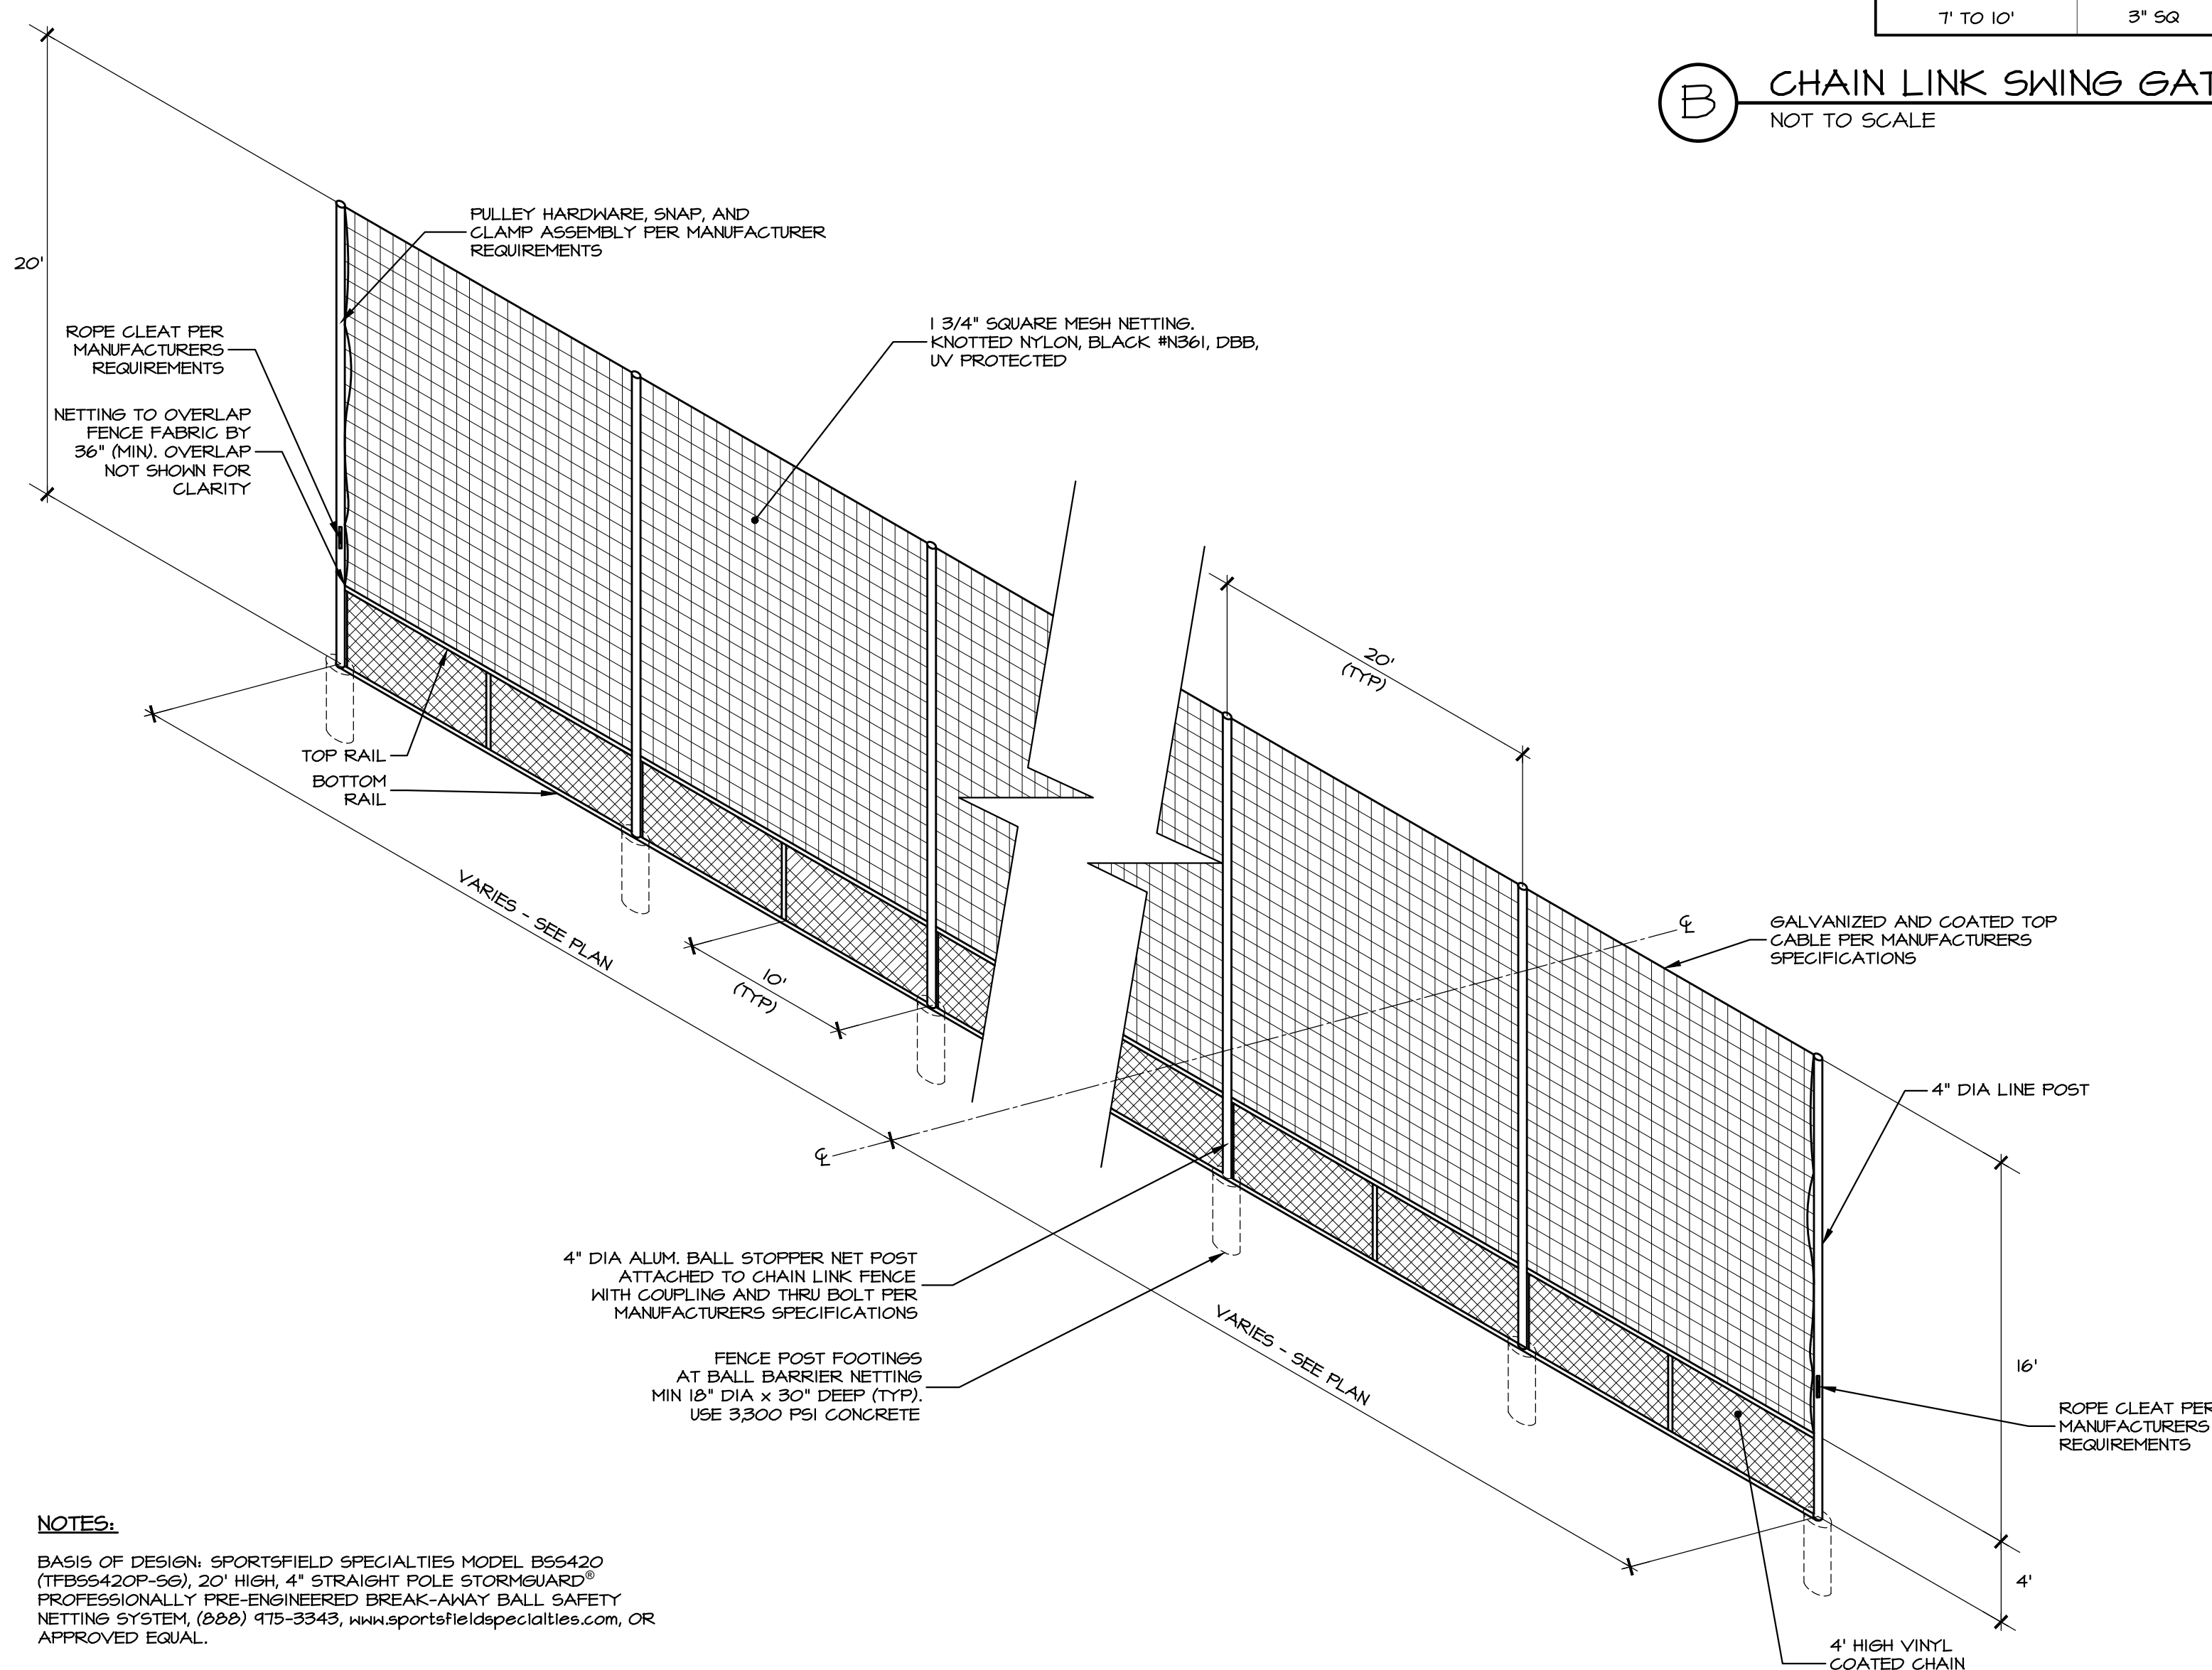 7' TO 10'
3" SQ
B
CHAIN LINK SWING
NOT TO SCALE
20'
PULLEY HARDWARE, SNAP, AND
CLAMP ASSEMBLY PER MANUFACTURER
REQUIREMENTS
1 3/4" SQUARE MESH NETTING.
KNOTTED NYLON, BLACK #N361, DBB,
UV PROTECTED
ROPE CLEAT PER
MANUFACTURERS
REQUIREMENTS
NETTING TO OVERLAP
FENCE FABRIC BY
36" (MIN). OVERLAP
NOT SHOWN FOR
CLARITY
20'
(TYP)
TOP RAIL
BOTTOM
RAIL
VARIES - SEE PLAN
10'
(TYP)
℄
GALVANIZED AND COATED TOP
CABLE PER MANUFACTURERS
SPECIFICATIONS
4" DIA LINE POST
℄
4" DIA ALUM. BALL STOPPER NET POST
ATTACHED TO CHAIN LINK FENCE
WITH COUPLING AND THRU BOLT PER
MANUFACTURERS SPECIFICATIONS
FENCE POST FOOTINGS
AT BALL BARRIER NETTING
MIN 18" DIA x 30" DEEP (TYP).
USE 3,300 PSI CONCRETE
VARIES - SEE PLAN
16'
ROPE CLEAT PER
MANUFACTURERS
REQUIREMENTS
4'
4' HIGH VINYL
COATED CHAIN
NOTES:
BASIS OF DESIGN: SPORTSFIELD SPECIALTIES MODEL BSS420
(TFBSS420P-SG), 20' HIGH, 4" STRAIGHT POLE STORMGUARD®
PROFESSIONALLY PRE-ENGINEERED BREAK-AWAY BALL SAFETY
NETTING SYSTEM, (888) 975-3343, www.sportsfieldspecialties.com, OR
APPROVED EQUAL.